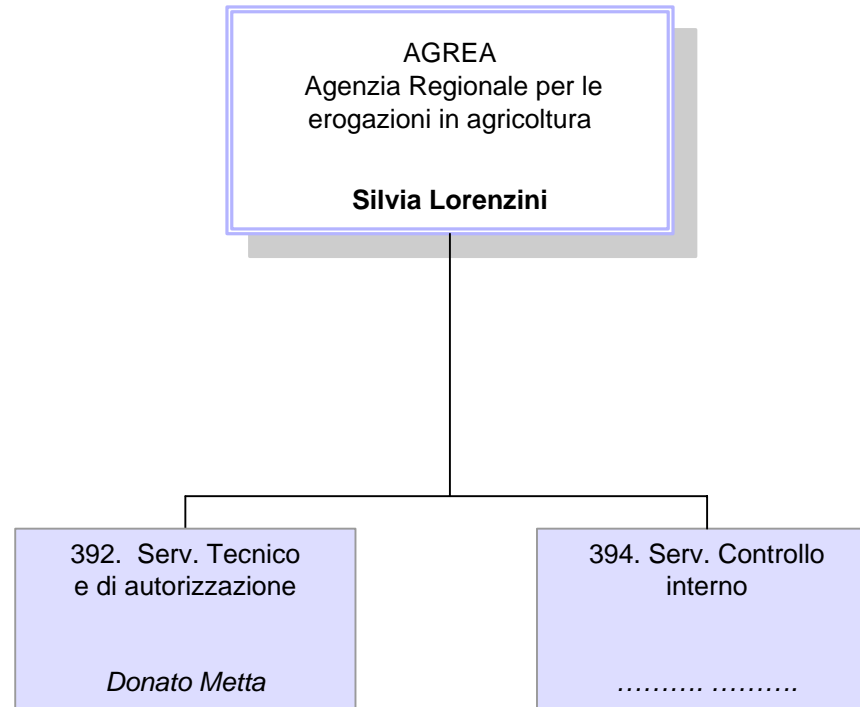 AGREA
Agenzia Regionale per le
erogazioni in agricoltura
Silvia Lorenzini
392. Serv. Tecnico
e di autorizzazione
Donato Metta
394. Serv. Controllo
interno
………. ……….